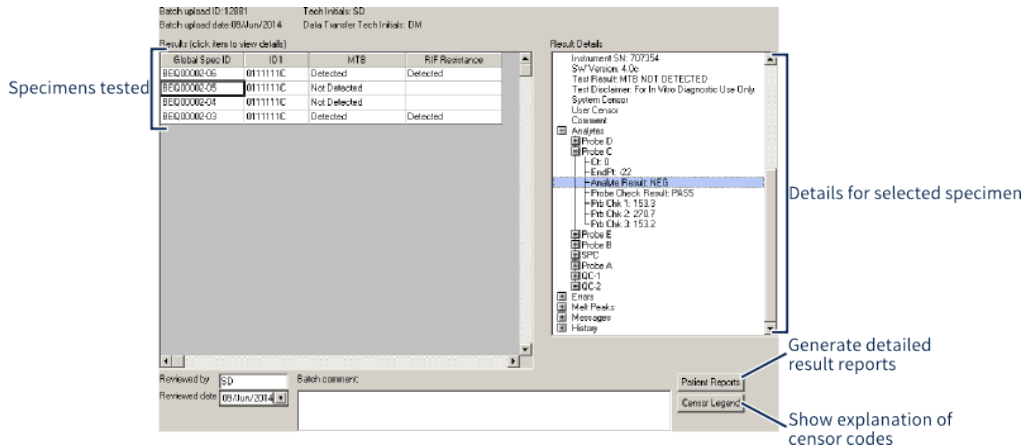 Batch upload ID: 12881 Tech Initials: SD
Batch upload date: 09/Jun/2014 Data Transfer Tech Initials: DM
Results (click item to view details) Result Details
Global Spec ID ID1 MTB RIF Resistance
BEQ00002-06 0111111C Detected Detected
BEQ00002-05 0111111C Not Detected
BEQ00002-04 0111111C Not Detected
BEQ00002-03 0111111C Detected Detected
Specimens tested
Instrument SN: 707354
SW Version: 4.0c
Test Result: MTB NOT DETECTED
Test Disclaimer: For In Vitro Diagnostic Use Only.
System Censor
User Censor
Comment
Analytes
Probe D
Probe C
Ct: 0
EndPt: -22
Analyte Result: NEG
Probe Check Result: PASS
Prb Chk 1: 153.3
Prb Chk 2: 270.7
Prb Chk 3: 153.2
Probe E
Probe B
SPC
Probe A
QC-1
QC-2
Errors
Melt Peaks
Messages
History
Details for selected specimen
Generate detailed
result reports
Reviewed by SD Batch comment: Patient Reports
Reviewed date 09/Jun/2014 Censor Legend
Show explanation of
censor codes